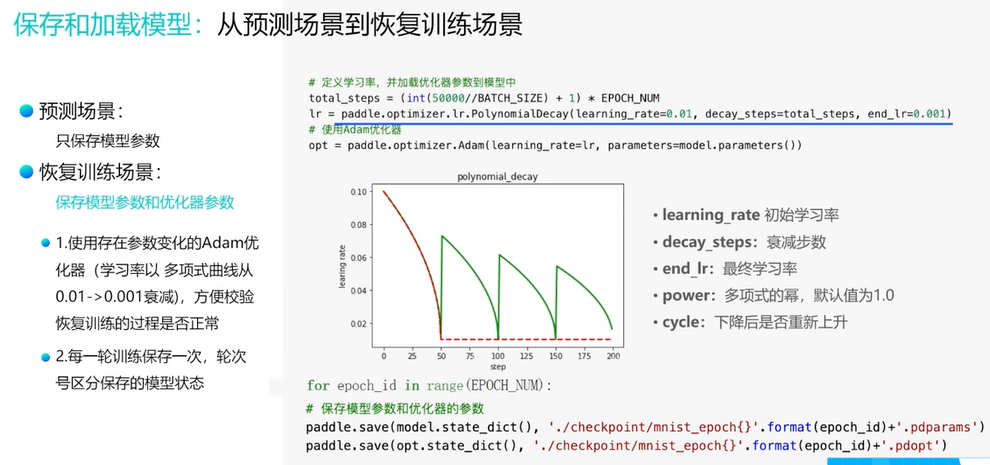 保存和加载模型：从预测场景到恢复训练场景
预测场景：
只保存模型参数
恢复训练场景：
保存模型参数和优化器参数
1.使用存在参数变化的Adam优
化器（学习率以 多项式曲线从
0.01->0.001衰减)，方便校验
恢复训练的过程是否正常
2.每一轮训练保存一次，轮次
号区分保存的模型状态
# 定义学习率，并加载优化器参数到模型中
total_steps = (int(50000//BATCH_SIZE) + 1) * EPOCH_NUM
lr = paddle.optimizer.lr.PolynomialDecay(learning_rate=0.01, decay_steps=total_steps, end_lr=0.001)
# 使用Adam优化器
opt = paddle.optimizer.Adam(learning_rate=lr, parameters=model.parameters())
polynomial_decay
0.10
0.08
0.06
0.04
0.02
learing rate
0 25 50 75 100 125 150 175 200
step
• learning_rate 初始学习率
• decay_steps：衰减步数
• end_lr：最终学习率
• power：多项式的幂，默认值为1.0
• cycle：下降后是否重新上升
for epoch_id in range(EPOCH_NUM):
# 保存模型参数和优化器的参数
paddle.save(model.state_dict(), './checkpoint/mnist_epoch{}'.format(epoch_id)+'.pdparams')
paddle.save(opt.state_dict(), './checkpoint/mnist_epoch{}'.format(epoch_id)+'.pdopt')